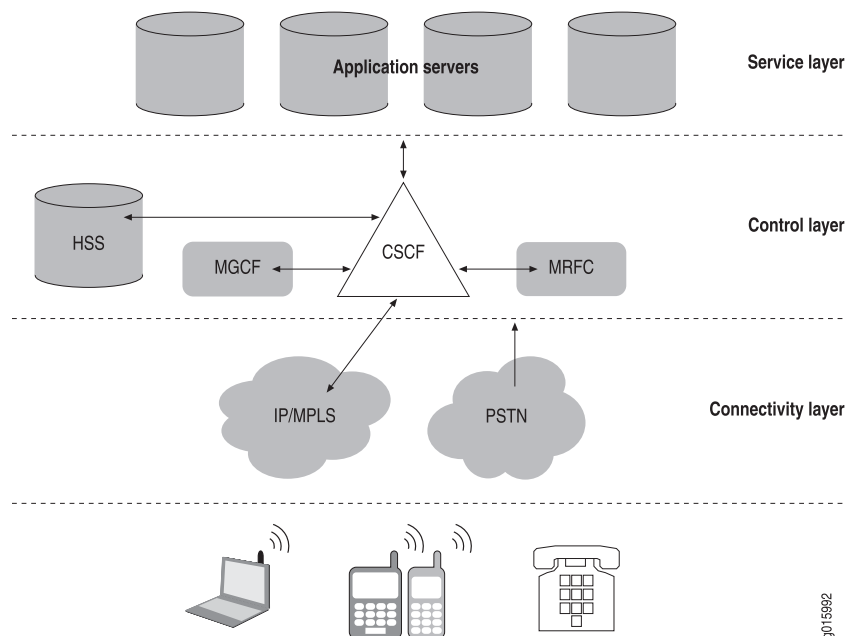 Application servers
Service layer
HSS
MGCF
CSCF
MRFC
Control layer
IP/MPLS
PSTN
Connectivity layer
g015992